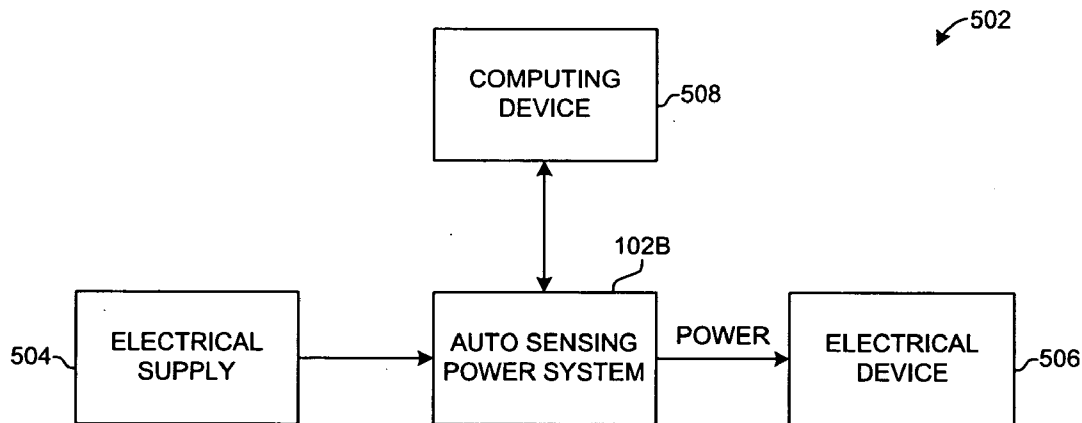 502
COMPUTING
DEVICE
508
102B
504
ELECTRICAL
SUPPLY
AUTO SENSING
POWER SYSTEM
POWER
ELECTRICAL
DEVICE
506